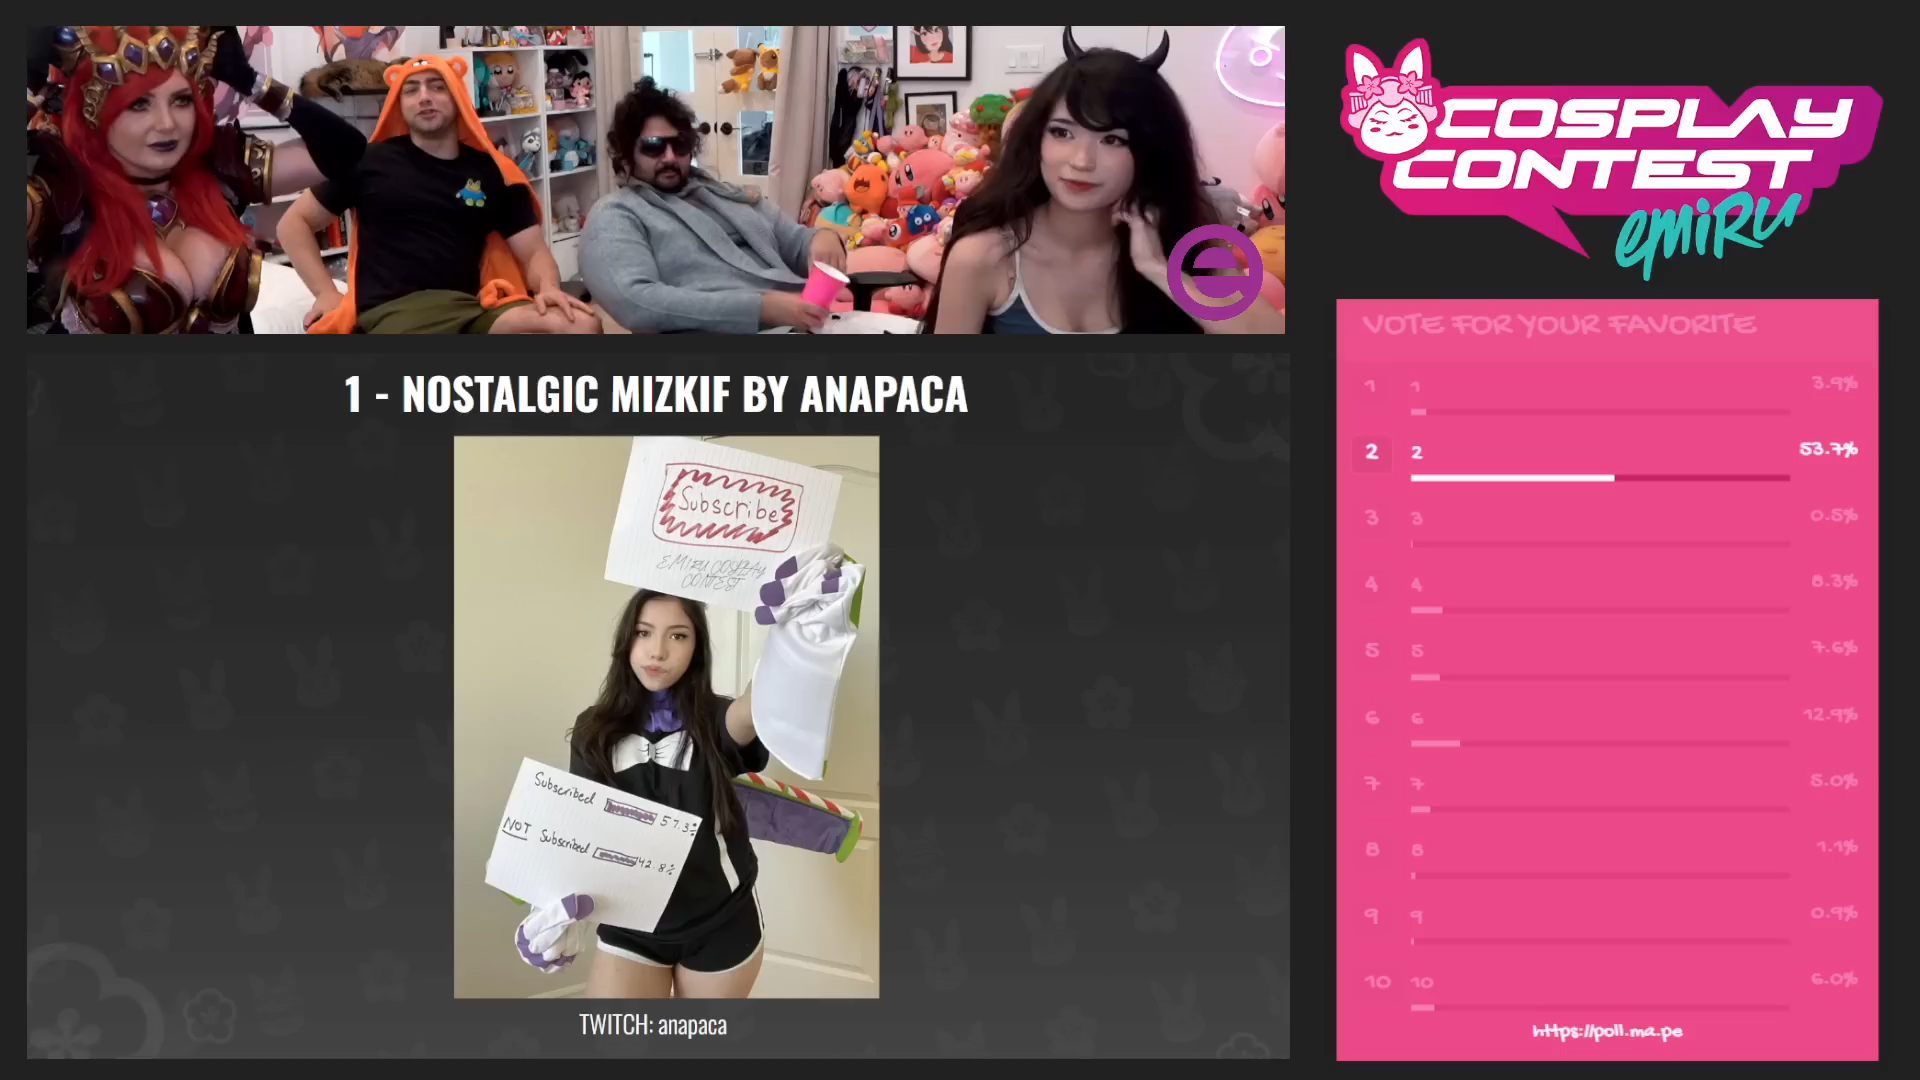 COSPLAY
CONTEST
emiru
1 - NOSTALGIC MIZKIF BY ANAPACA
Subscribe
EMIRU COSPLAY
CONTEST
Subscribed 57.3%
NOT Subscribed 42.8%
TWITCH: anapaca
VOTE FOR YOUR FAVORITE
1 1 3.9%
2 2 53.7%
3 3 0.5%
4 4 8.3%
5 5 7.6%
6 6 12.9%
7 7 5.0%
8 8 1.1%
9 9 0.9%
10 10 6.0%
https://poll.ma.pe